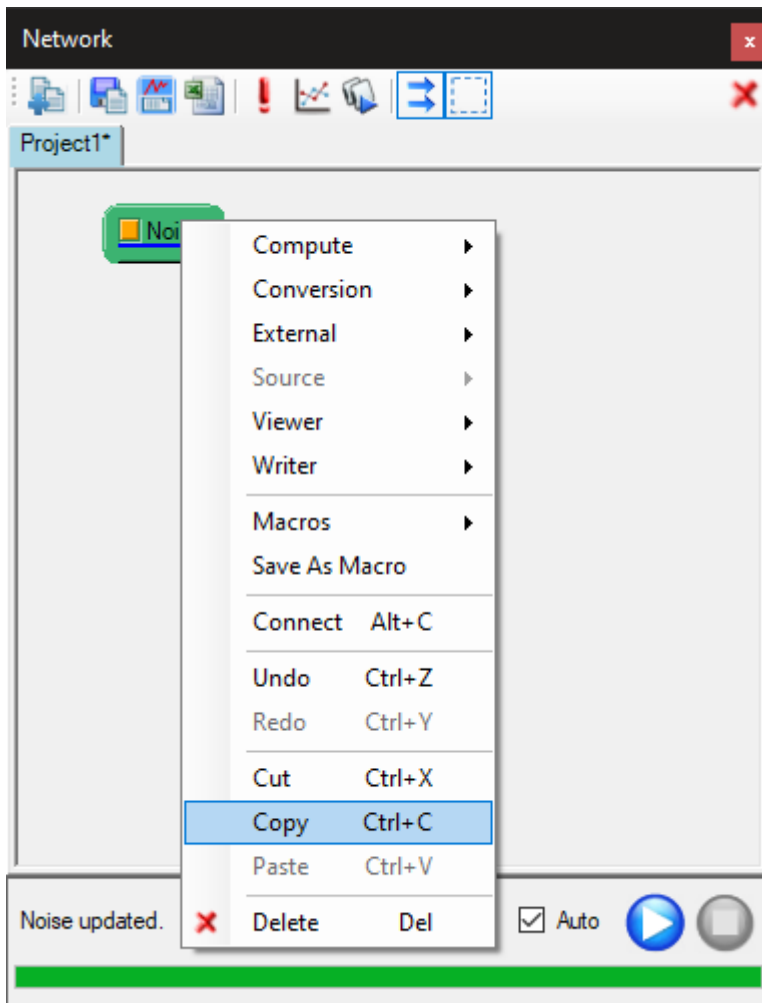 Network
x
Project1*
Noi
Compute
Conversion
External
Source
Viewer
Writer
Macros
Save As Macro
Connect Alt+C
Undo Ctrl+Z
Redo Ctrl+Y
Cut Ctrl+X
Copy Ctrl+C
Paste Ctrl+V
Delete Del
Noise updated.
Auto